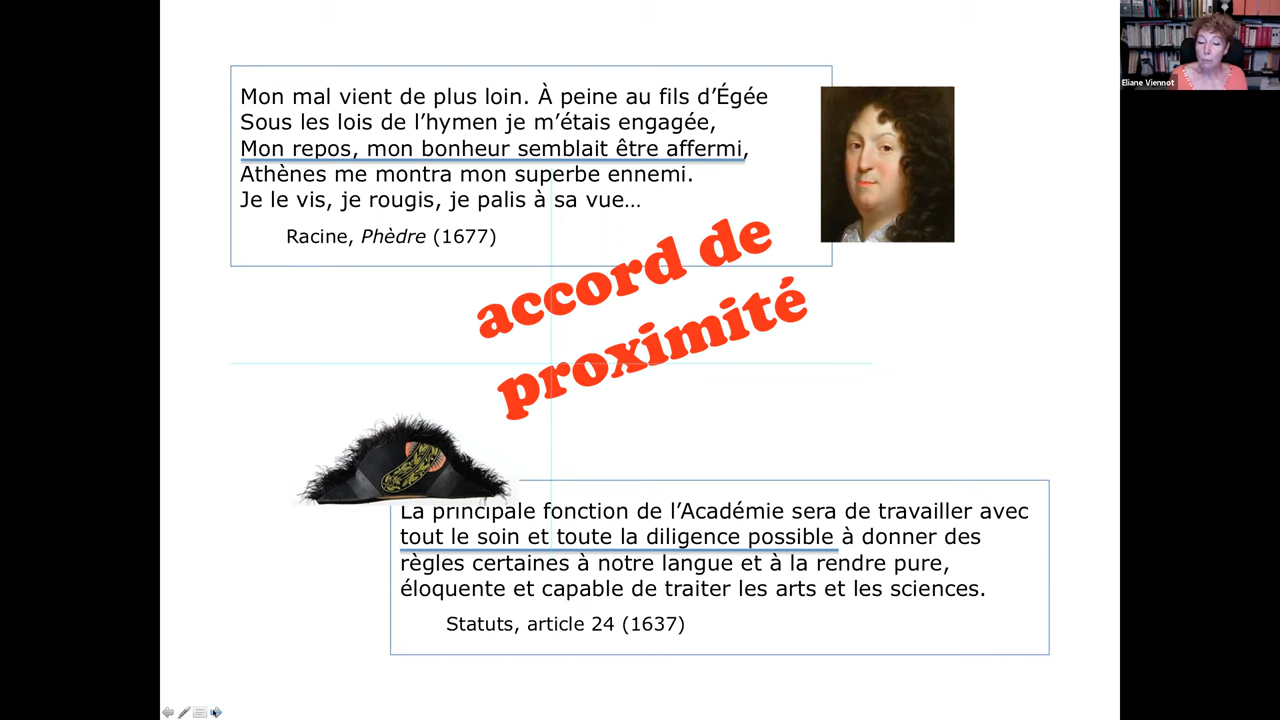 Mon mal vient de plus loin. À peine au fils d’Égée
Sous les lois de l’hymen je m’étais engagée,
Mon repos, mon bonheur semblait être affermi,
Athènes me montra mon superbe ennemi.
Je le vis, je rougis, je palis à sa vue…
Racine, Phèdre (1677)
accord de
proximité
La principale fonction de l’Académie sera de travailler avec
tout le soin et toute la diligence possible à donner des
règles certaines à notre langue et à la rendre pure,
éloquente et capable de traiter les arts et les sciences.
Statuts, article 24 (1637)
Eliane Viennot